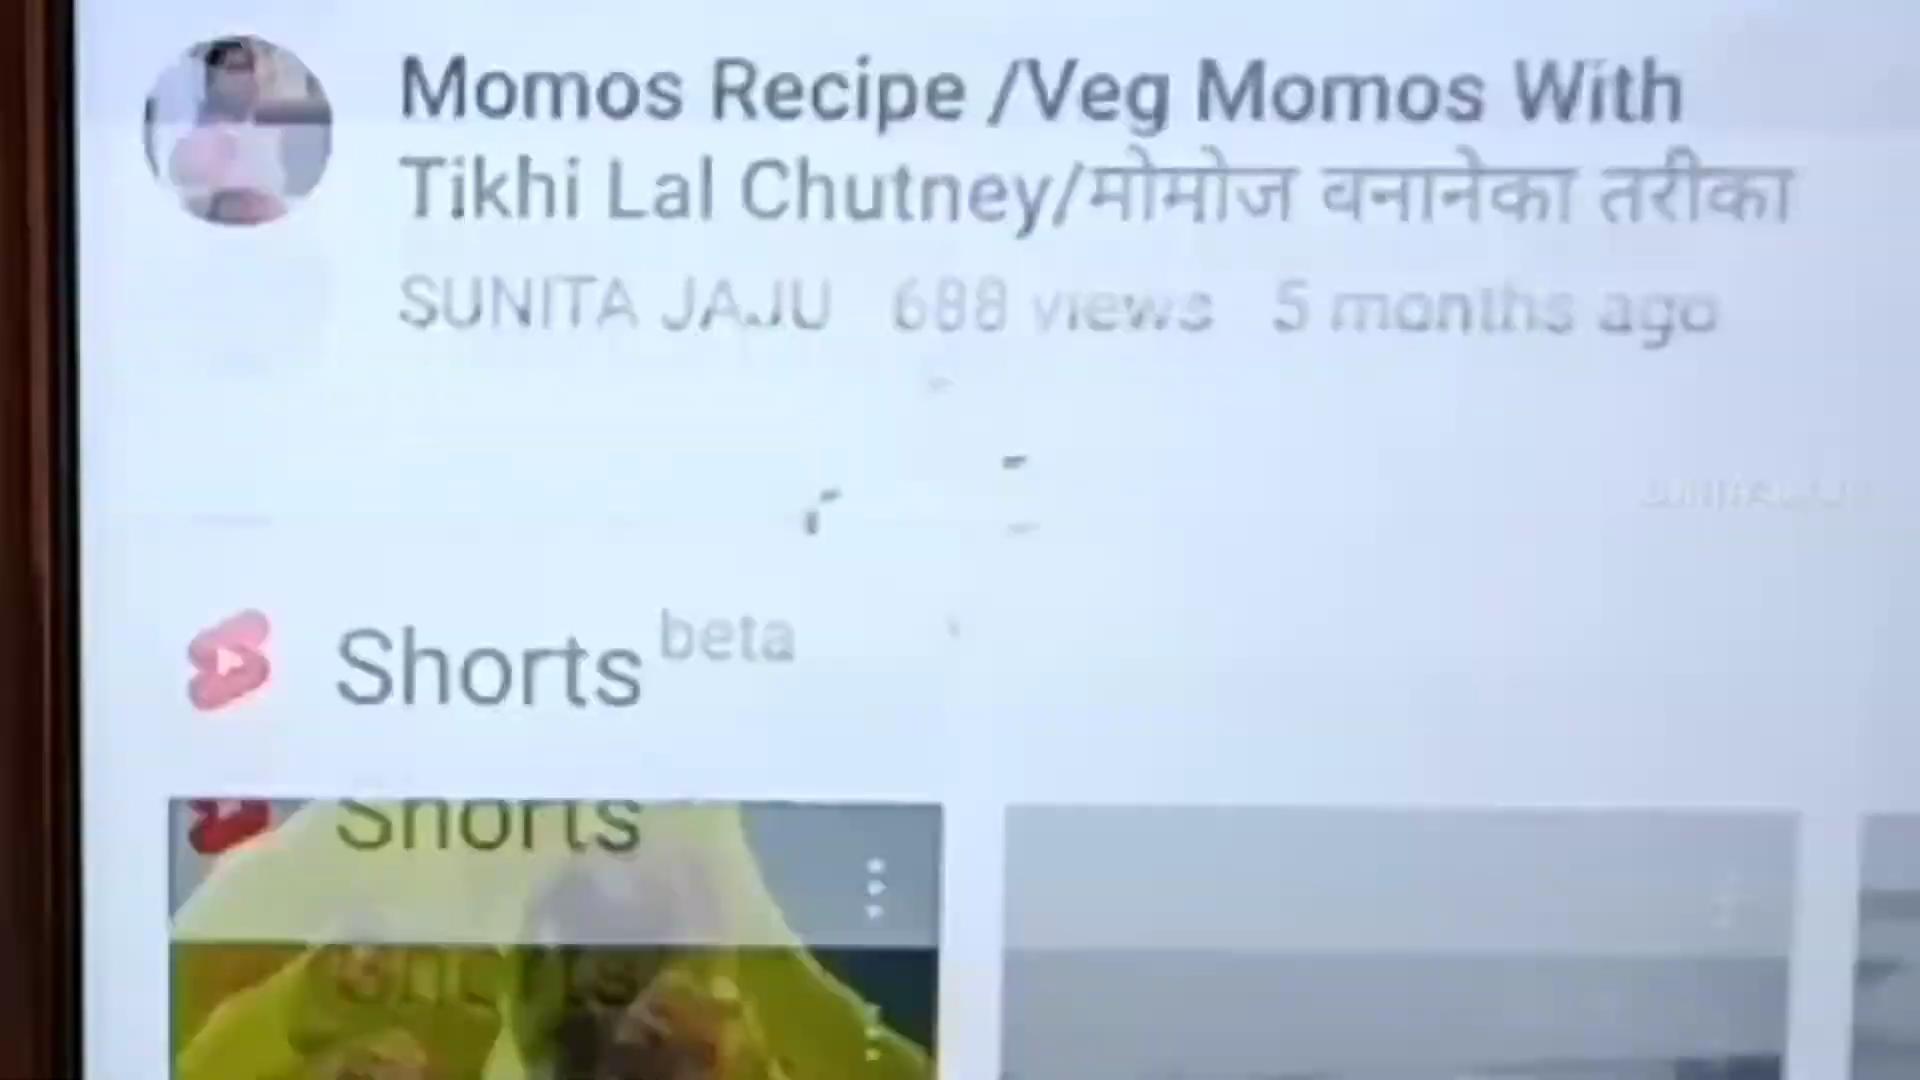 Momos Recipe /Veg Momos With
Tikhi Lal Chutney/मोमोज वनानेका तरीका
SUNITA JAJU 688 views 5 months ago
Shorts beta
Shorts